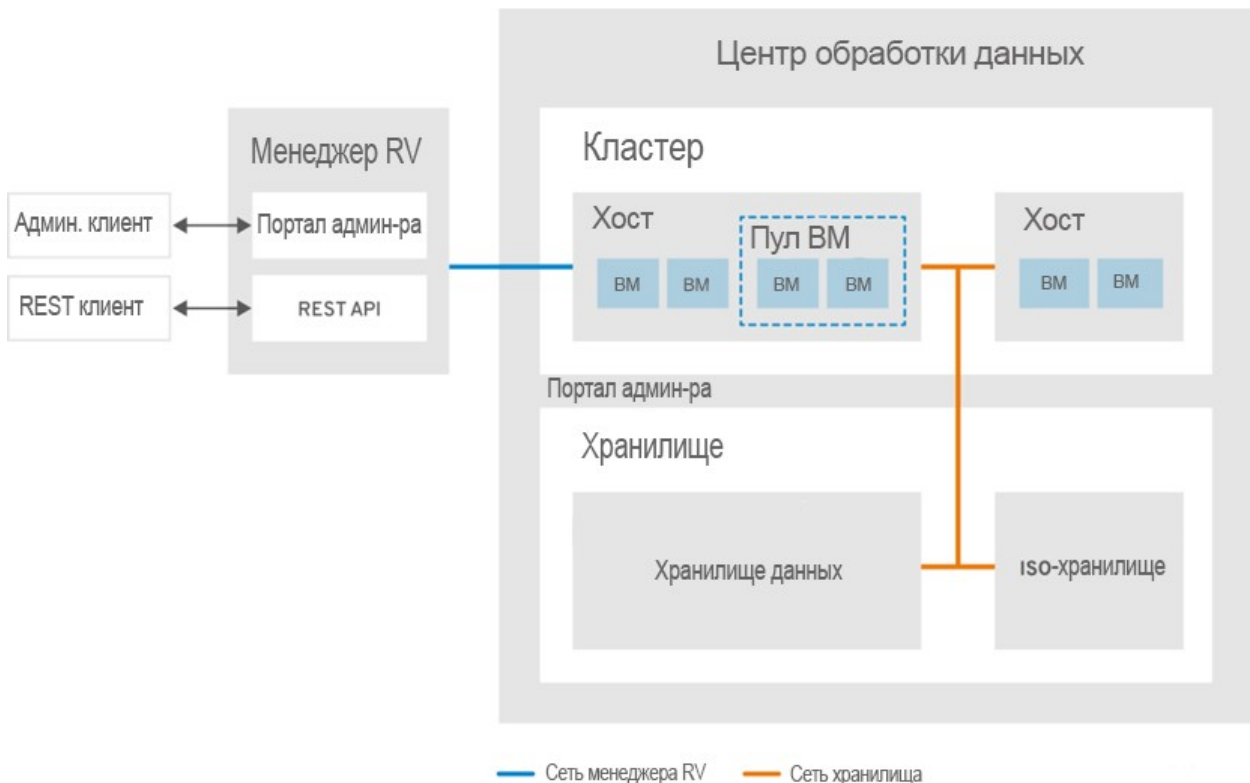 Центр обработки данных
Менеджер RV
Кластер
Админ. клиент
Портал админ-ра
Хост
Пул ВМ
ВМ
ВМ
ВМ
ВМ
Хост
ВМ
ВМ
REST клиент
REST API
Портал админ-ра
Хранилище
Хранилище данных
ISO-хранилище
Сеть менеджера RV
Сеть хранилища